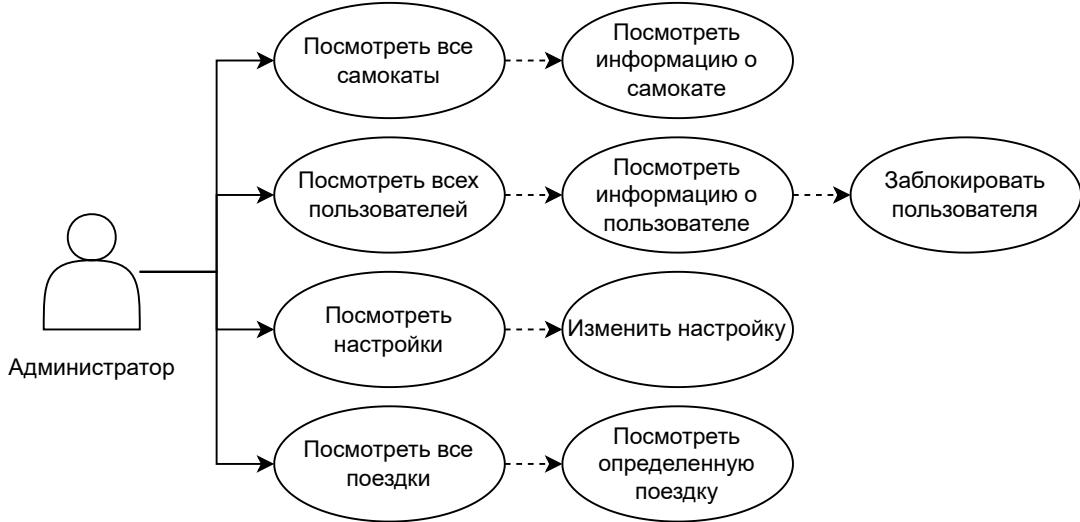 Посмотреть все
самокаты
Посмотреть
информацию о
самокате
Посмотреть всех
пользователей
Посмотреть
информацию о
пользователе
Заблокировать
пользователя
Администратор
Посмотреть
настройки
Изменить настройку
Посмотреть все
поездки
Посмотреть
определенную
поездку